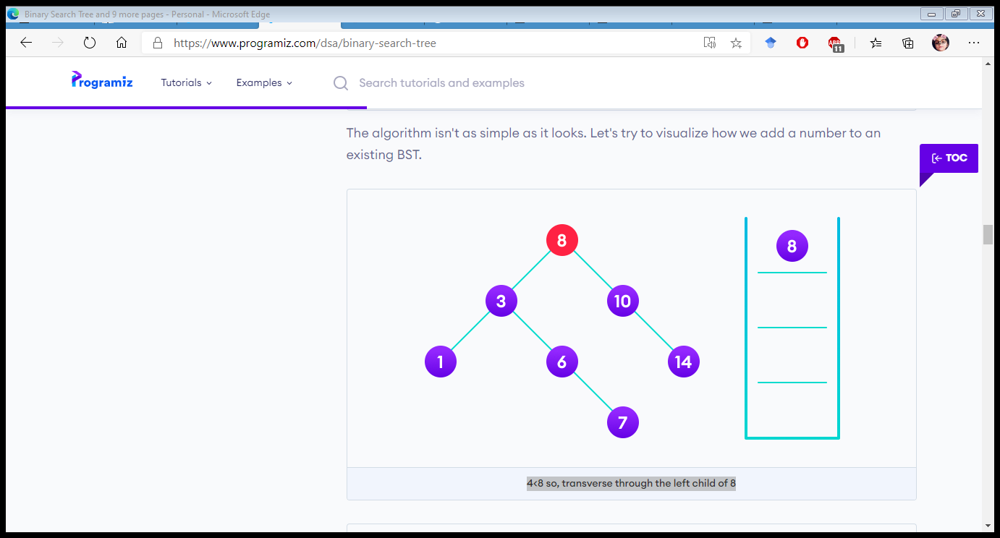 Binary Search Tree and 9 more pages - Personal - Microsoft Edge
https://www.programiz.com/dsa/binary-search-tree
11
Programiz
Tutorials
Examples
Search tutorials and examples
The algorithm isn't as simple as it looks. Let's try to visualize how we add a number to an
existing BST.
TOC
8
8
3
10
1
6
14
7
4<8 so, transverse through the left child of 8